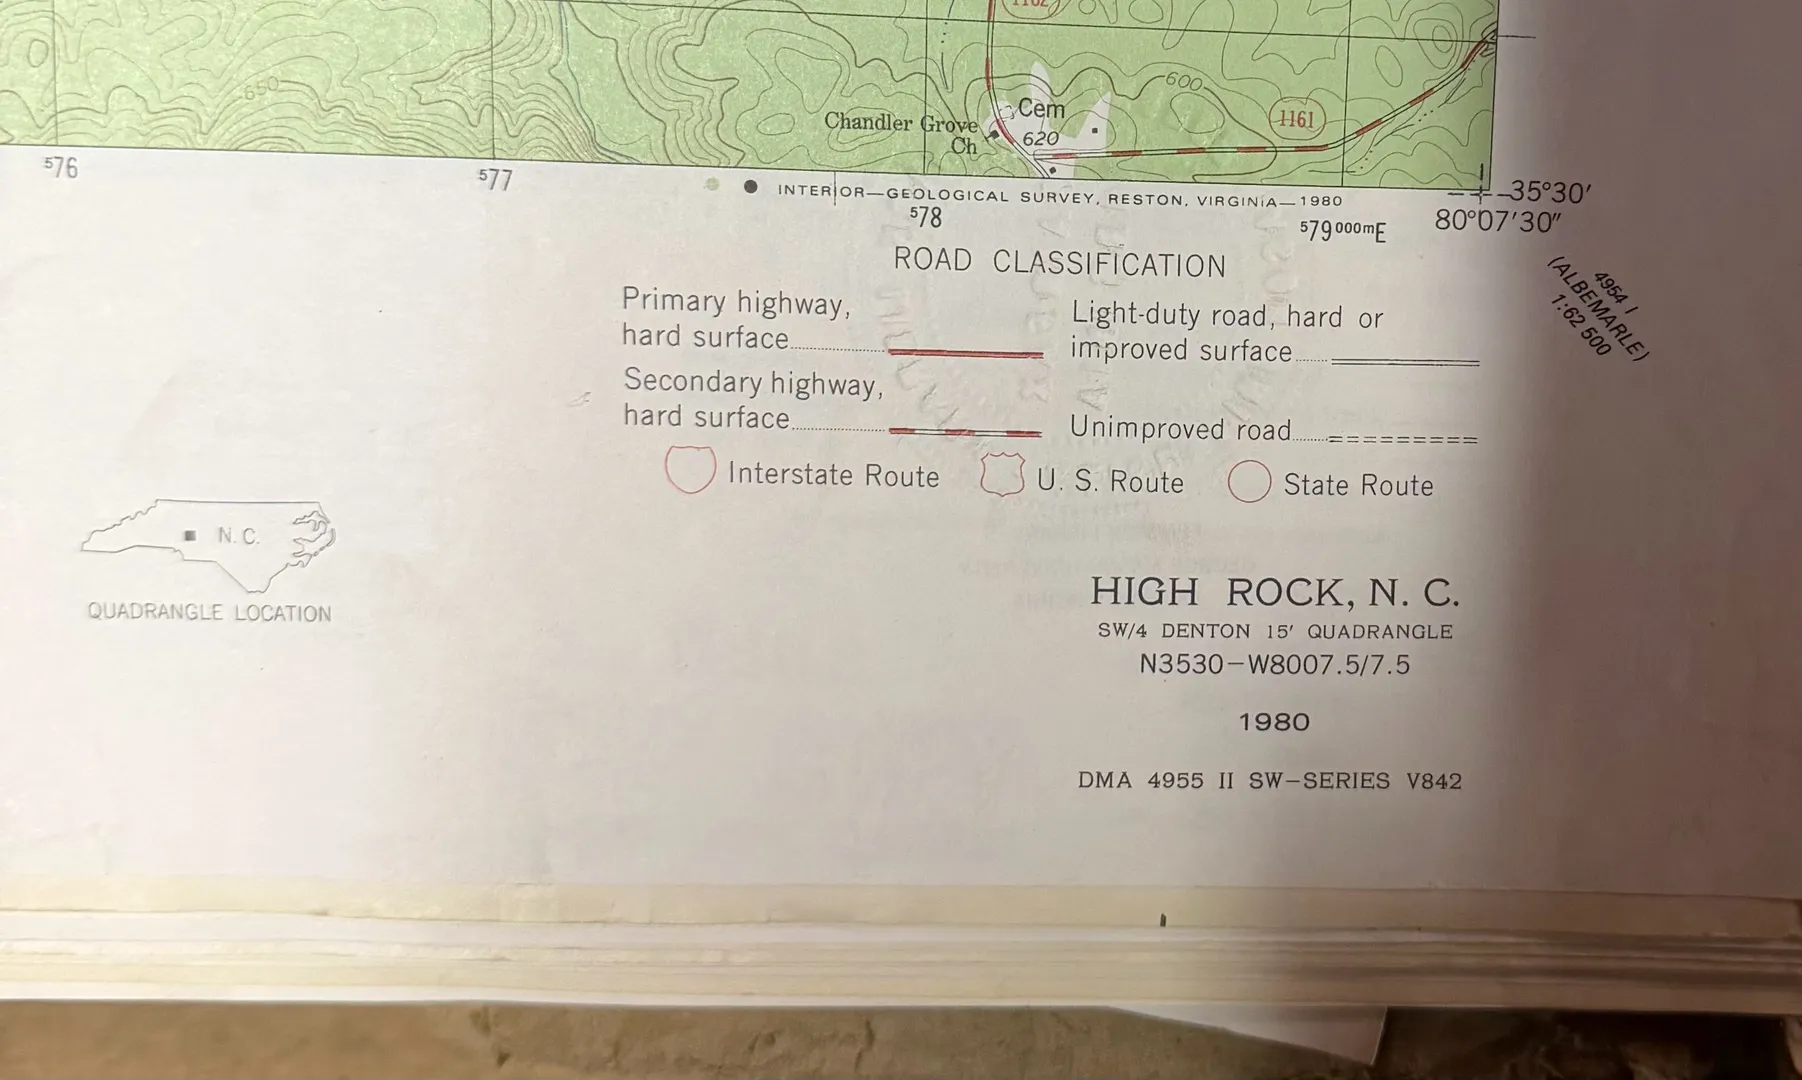 1162
650
600
Cem
1161
Chandler Grove
Ch
620
576
577
INTERIOR—GEOLOGICAL SURVEY, RESTON, VIRGINIA—1980
35°30′
578
579000mE
80°07′30″
ROAD CLASSIFICATION
4954 I
(ALBEMARLE)
1:62 500
Primary highway,
hard surface
Light-duty road, hard or
improved surface
Secondary highway,
hard surface
Unimproved road
Interstate Route
U. S. Route
State Route
N. C.
QUADRANGLE LOCATION
HIGH ROCK, N. C.
SW/4 DENTON 15′ QUADRANGLE
N3530—W8007.5/7.5
1980
DMA 4955 II SW—SERIES V842